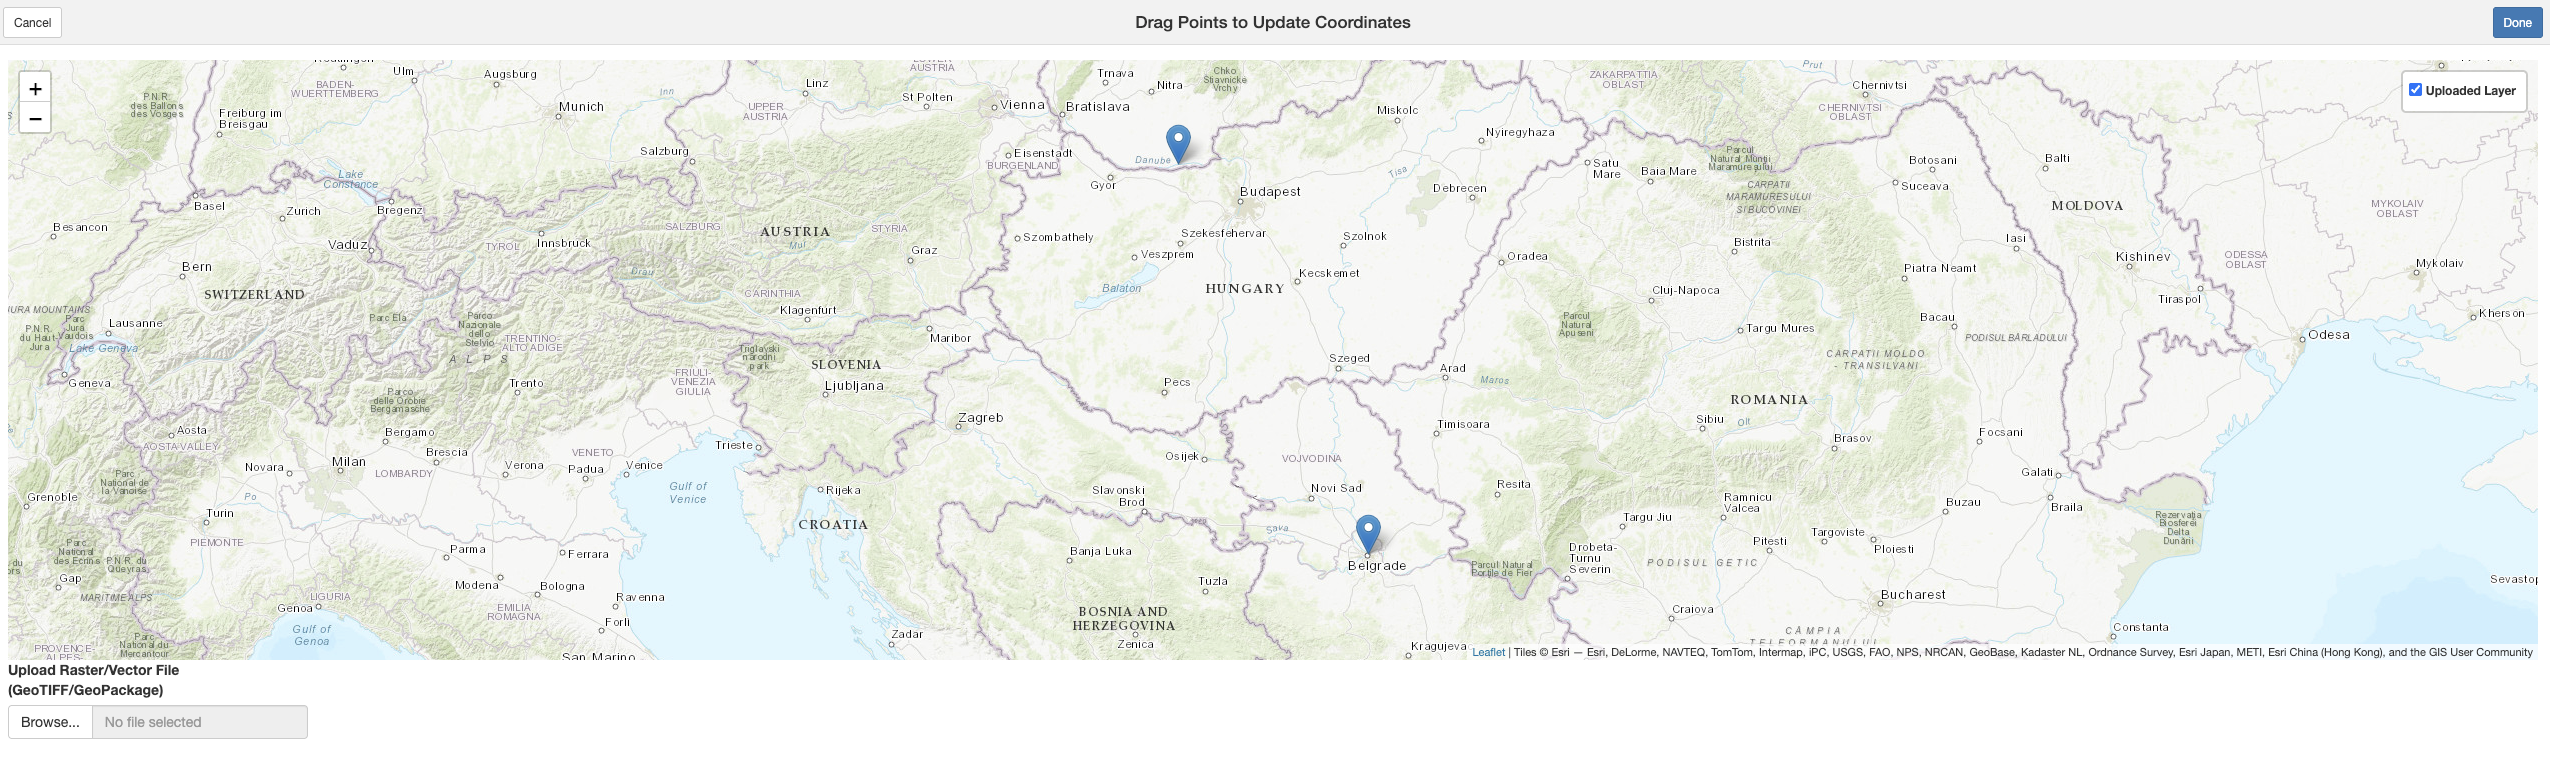 Cancel
Drag Points to Update Coordinates
Done
+
−
Uploaded Layer
Ulm
Augsburg
BADEN-
WUERTTEMBERG
Munich
Inn
Linz
UPPER
AUSTRIA
AUSTRIA
St Polten
Vienna
Trnava
Nitra
Bratislava
Chko
Stiavnicke
Vrchy
Miskolc
ZAKARPATTIA
OBLAST
Prut
Chernivtsi
CHERNIVTSI
OBLAST
P.N.R.
des Ballons
des Vosges
Freiburg im
Breisgau
Salzburg
Eisenstadt
BURGENLAND
Danube
Gyor
Nyiregyhaza
Satu
Mare
Baia Mare
Parcul
Natural Muntii
Maramureșului
Botosani
Suceava
Balti
Lake
Constance
Basel
Zurich
Bregenz
Budapest
Tisa
Debrecen
CARPATII
MARAMURESULUI
SI BUCOVINEI
MOLDOVA
MYKOLAIV
OBLAST
Besancon
Vaduz
TYROL
Innsbruck
SALZBURG
AUSTRIA
Mur
STYRIA
Graz
Szombathely
Szekesfehervar
Veszprem
Szolnok
Oradea
Bistrita
Iasi
Kishinev
ODESSA
OBLAST
Mykolaiv
Bern
SWITZERLAND
Drau
CARINTHIA
Klagenfurt
Balaton
HUNGARY
Kecskemet
Cluj-Napoca
Piatra Neamt
Tiraspol
JURA MOUNTAINS
Parc
Jura
Vaudois
P.N.R.
du Haut-
Jura
Lausanne
Lake Geneva
Geneva
Parc Ela
Parco
Nazionale
dello
Stelvio
TRENTINO-
ALTO ADIGE
ALPS
Maribor
Triglavski
narodni
park
SLOVENIA
Ljubljana
Parcul
Natural
Apuseni
Targu Mures
Bacau
PODISUL BÂRLADULUI
Kherson
Odesa
Szeged
Arad
Maros
CARPATII MOLDO
- TRANSILVANI
FRIULI-
VENEZIA
GIULIA
Trento
Parco
delle Orobie
Bergamasche
Pecs
ROMANIA
Zagreb
Sibiu
Olt
Timisoara
Brasov
Focsani
Aosta
AOSTA VALLEY
Bergamo
Brescia
Trieste
VENETO
Osijek
VOJVODINA
Novara
Milan
LOMBARDY
Verona
Padua
Venice
Galati
Parc
National de
la Vanoise
Grenoble
Po
Gulf of
Venice
Rijeka
Slavonski
Brod
Novi Sad
Resita
Ramnicu
Valcea
Buzau
Braila
Turin
CROATIA
Sava
Targu Jiu
Targoviste
Rezervația
Biosferei
Delta
Dunării
PIEMONTE
Parma
Ferrara
Banja Luka
Belgrade
Drobeta-
Turnu
Severin
Pitesti
Ploiesti
Parc
National
des Ecrins
P.N.R. du
Queyras
Gap
Modena
Bologna
Tuzla
Parcul Natural
Porțile de Fier
PODISUL GETIC
Sevastop
MARITIME ALPS
LIGURIA
Genoa
EMILIA
ROMAGNA
Ravenna
BOSNIA AND
HERZEGOVINA
Craiova
Bucharest
Gulf of
Genoa
Forli
Zadar
Zenica
Constanta
CÂMPIA
TELEORMANULUI
Parc
National du
Mercantour
PROVENCE-
ALPES-
San Marino
Kragujeva
Leaflet | Tiles © Esri — Esri, DeLorme, NAVTEQ, TomTom, Intermap, iPC, USGS, FAO, NPS, NRCAN, GeoBase, Kadaster NL, Ordnance Survey, Esri Japan, METI, Esri China (Hong Kong), and the GIS User Community
Upload Raster/Vector File
(GeoTIFF/GeoPackage)
Browse...
No file selected